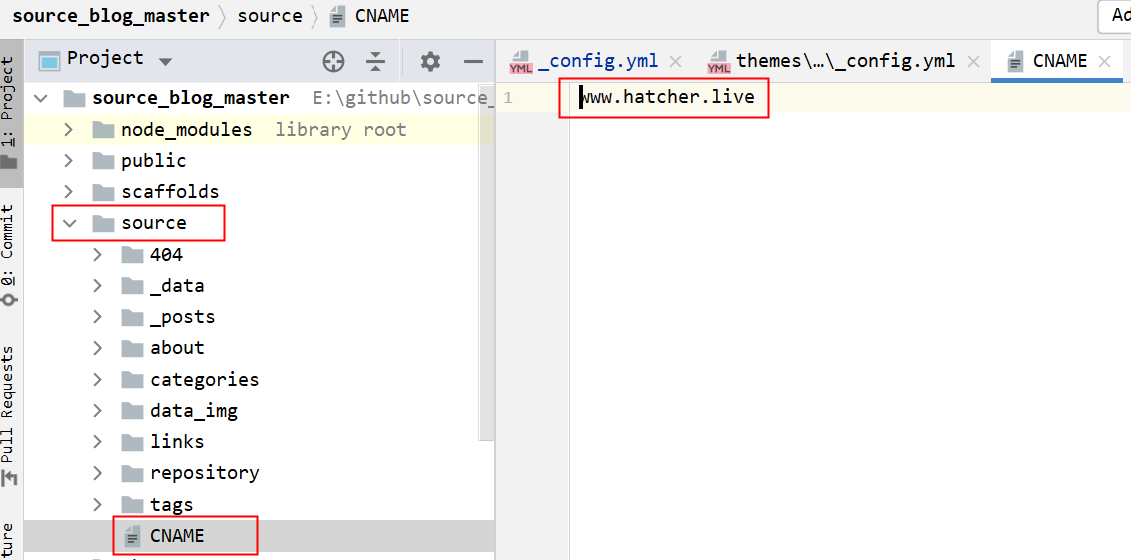 source_blog_master source CNAME
Ad
1: Project
0: Commit
Pull Requests
ture
Project
source_blog_master E:\github\source_
node_modules library root
public
scaffolds
source
404
_data
_posts
about
categories
data_img
links
repository
tags
CNAME
YML _config.yml YML themes\…\_config.yml CNAME
1 www.hatcher.live